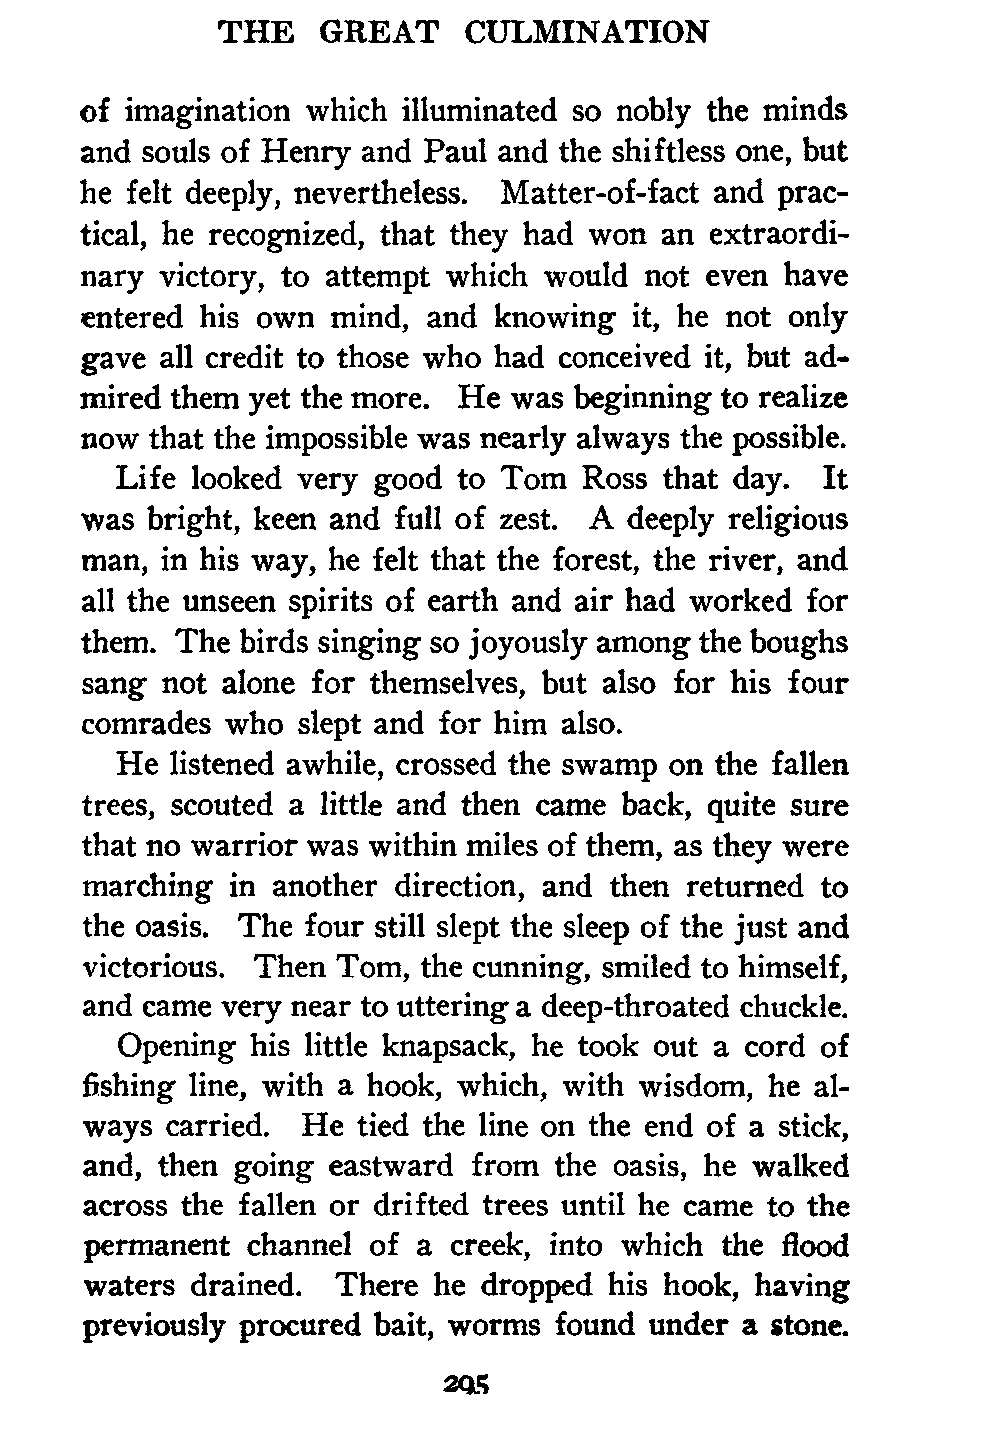 THE GREAT CULMINATION
of imagination which illuminated so nobly the minds
and souls of Henry and Paul and the shiftless one, but
he felt deeply, nevertheless. Matter-of-fact and prac-
tical, he recognized, that they had won an extraordi-
nary victory, to attempt which would not even have
entered his own mind, and knowing it, he not only
gave all credit to those who had conceived it, but ad-
mired them yet the more. He was beginning to realize
now that the impossible was nearly always the possible.
Life looked very good to Tom Ross that day. It
was bright, keen and full of zest. A deeply religious
man, in his way, he felt that the forest, the river, and
all the unseen spirits of earth and air had worked for
them. The birds singing so joyously among the boughs
sang not alone for themselves, but also for his four
comrades who slept and for him also.
He listened awhile, crossed the swamp on the fallen
trees, scouted a little and then came back, quite sure
that no warrior was within miles of them, as they were
marching in another direction, and then returned to
the oasis. The four still slept the sleep of the just and
victorious. Then Tom, the cunning, smiled to himself,
and came very near to uttering a deep-throated chuckle.
Opening his little knapsack, he took out a cord of
fishing line, with a hook, which, with wisdom, he al-
ways carried. He tied the line on the end of a stick,
and, then going eastward from the oasis, he walked
across the fallen or drifted trees until he came to the
permanent channel of a creek, into which the flood
waters drained. There he dropped his hook, having
previously procured bait, worms found under a stone.
295